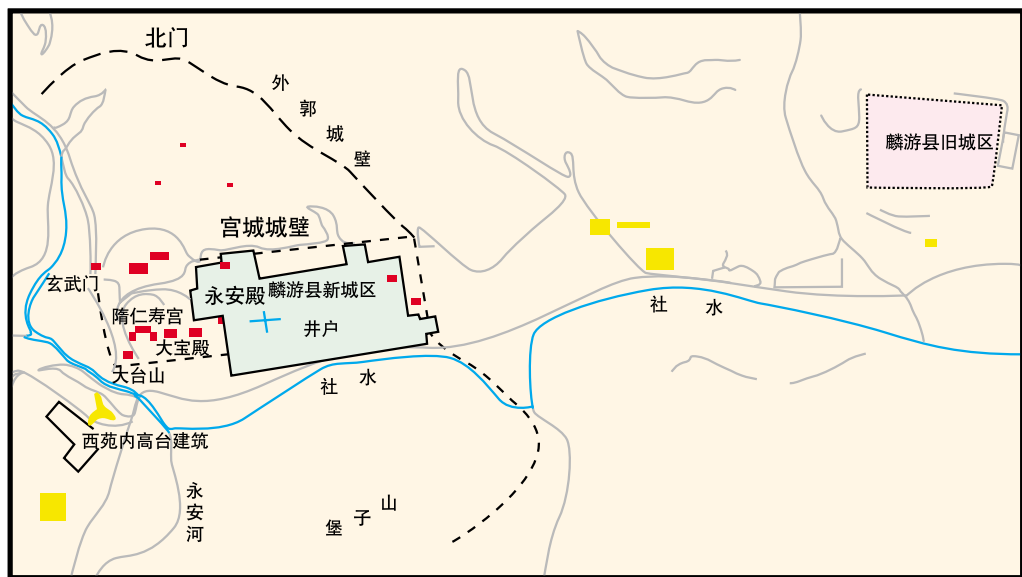 北门
外郭城壁
麟游县旧城区
宫城城壁
玄武门
永安殿
麟游县新城区
社水
隋仁寿宫
井户
大宝殿
天台山
社水
西苑内高台建筑
永安河
堡子山